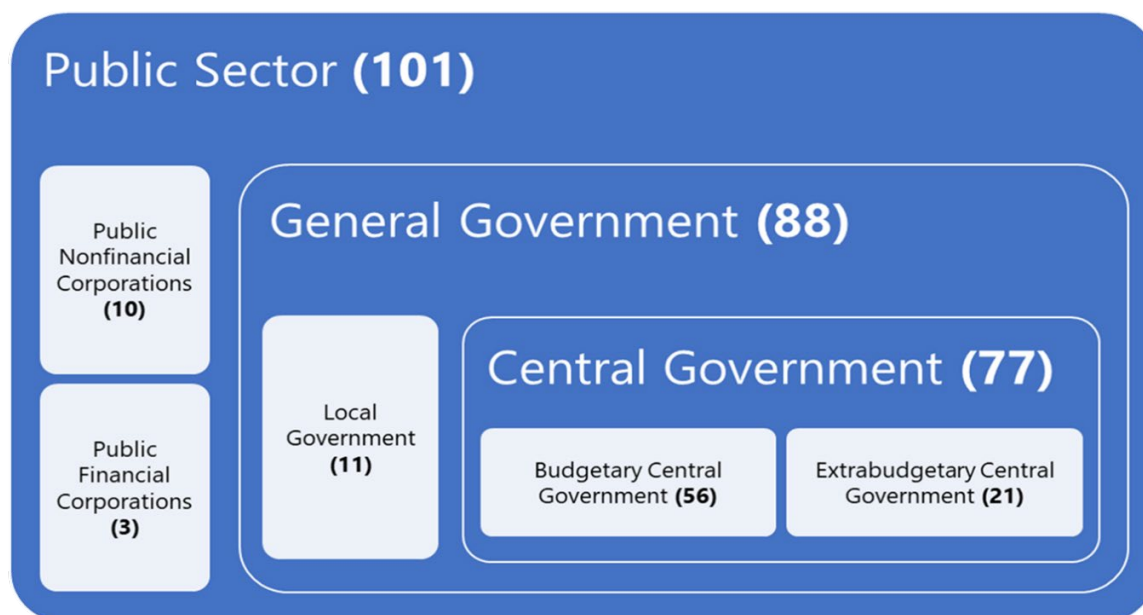 Public Sector (101)
Public
Nonfinancial
Corporations
(10)
Public
Financial
Corporations
(3)
General Government (88)
Local
Government
(11)
Central Government (77)
Budgetary Central
Government (56)
Extrabudgetary Central
Government (21)